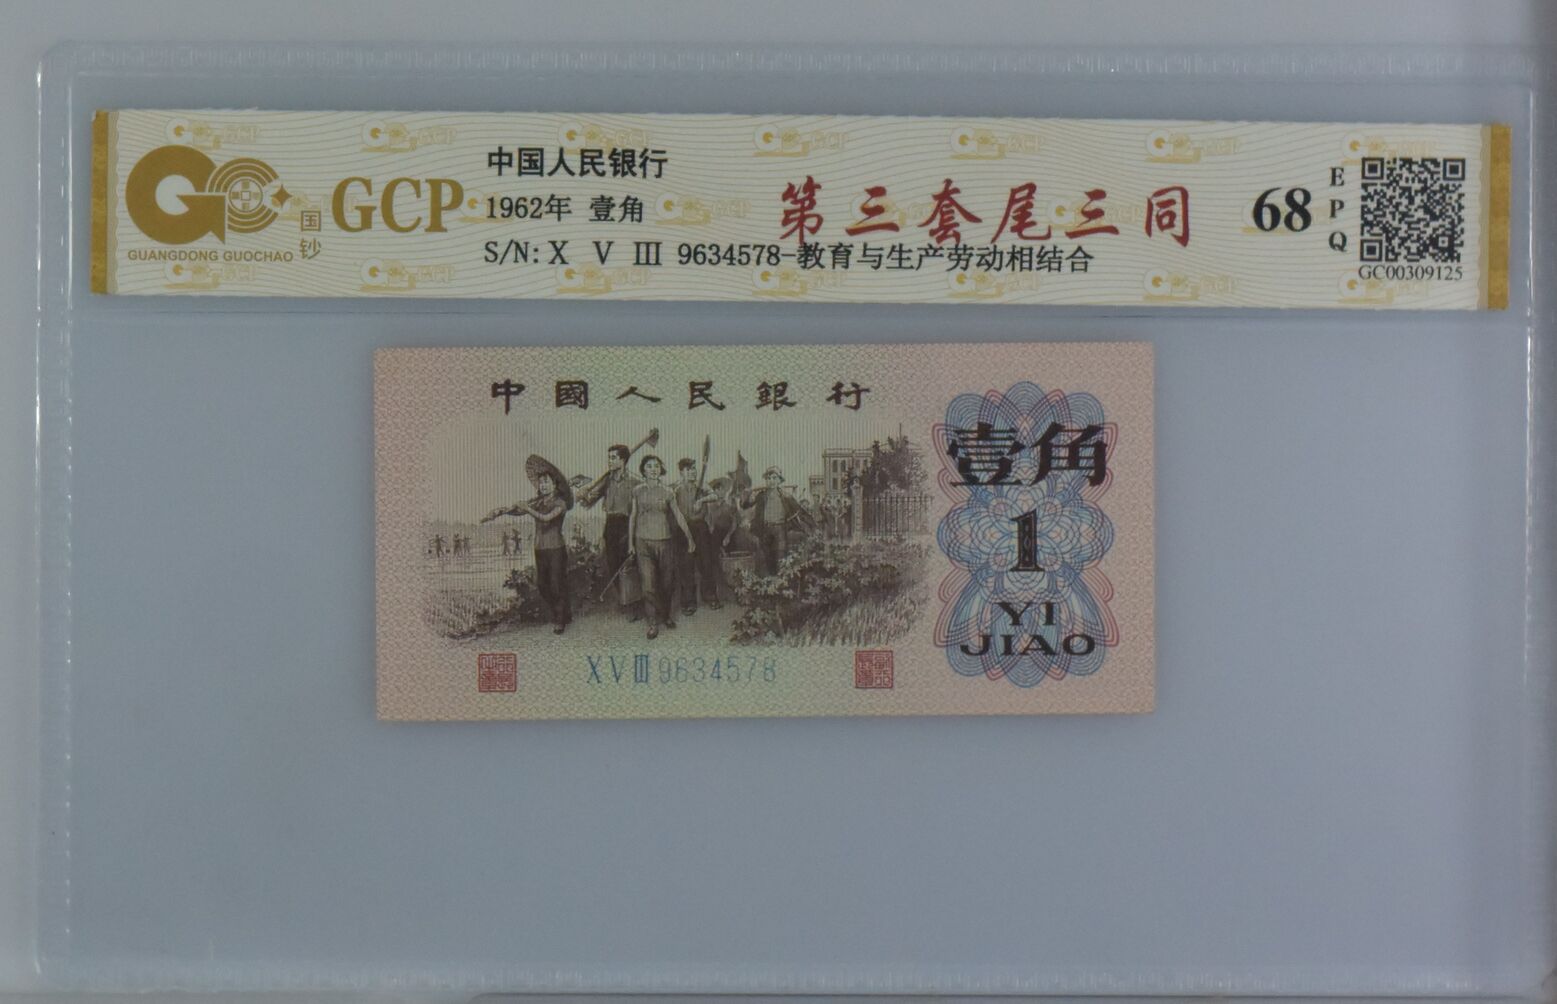 GUANGDONG GUOCHAO
国钞
GCP
中国人民银行
1962年 壹角
S/N: X V III 9634578-教育与生产劳动相结合
第三套尾三同
68
EPQ
GC00309125
中國人民銀行
壹角
1
YI
JIAO
X V III 9634578